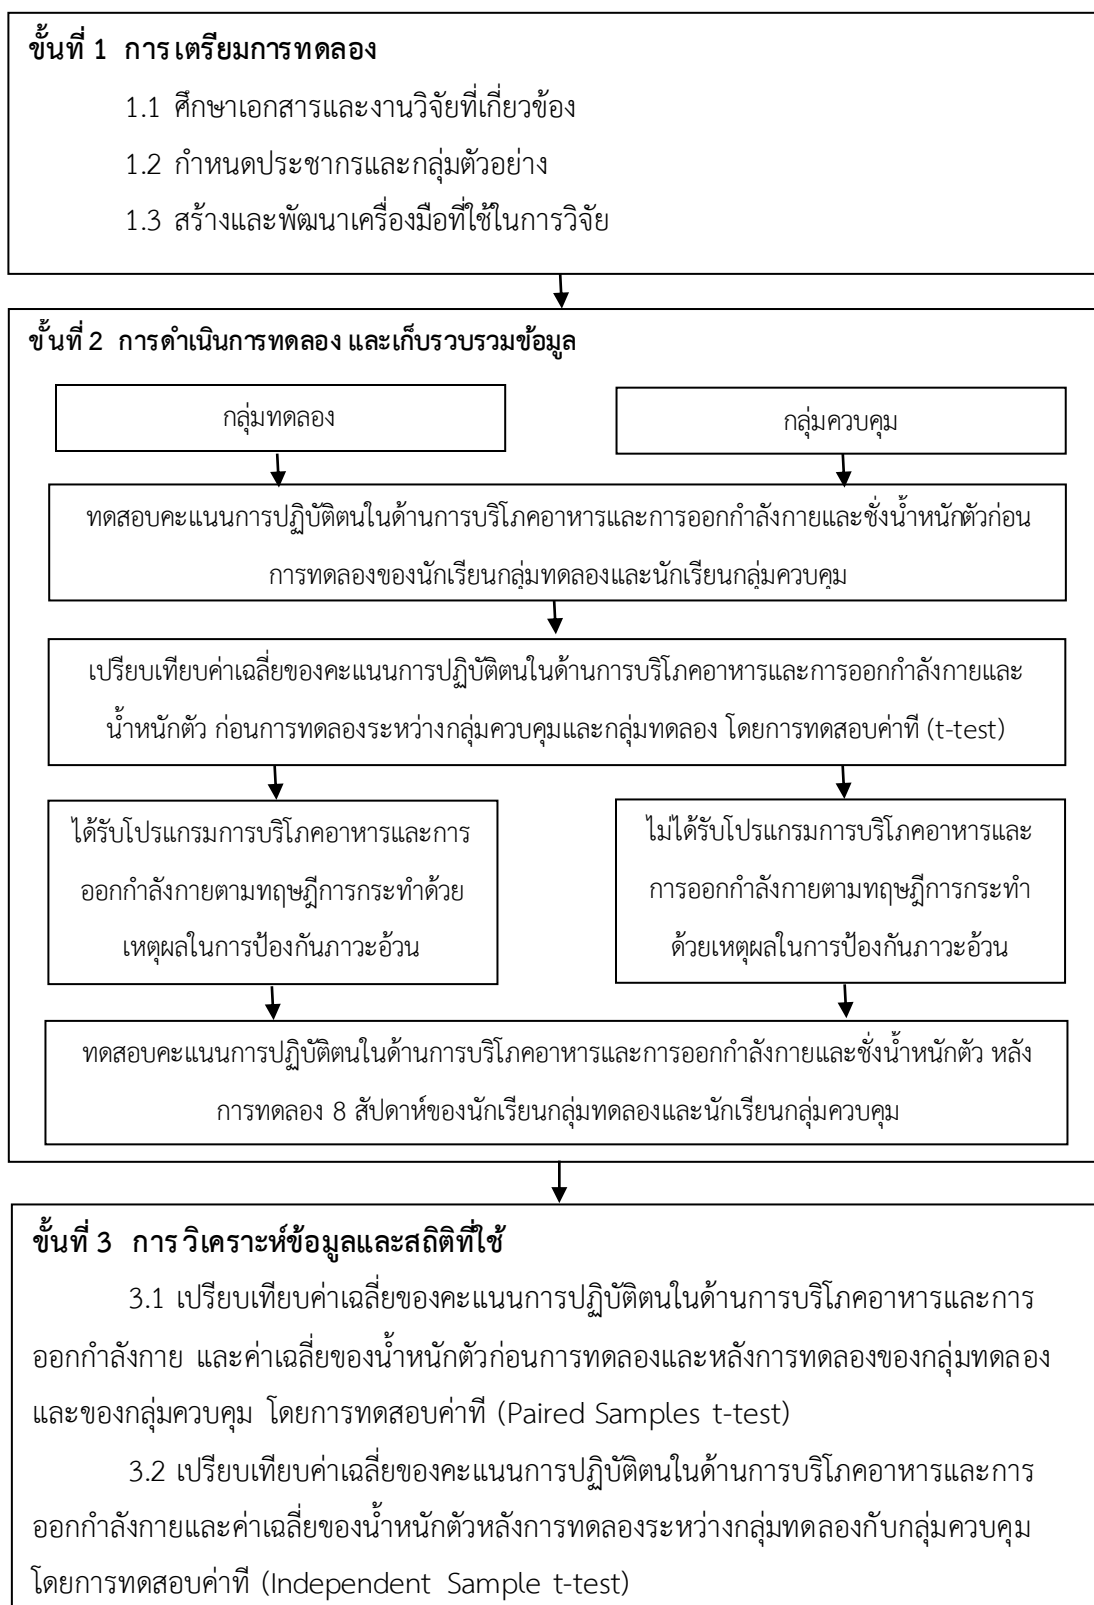 ขั้นที่ 1 การเตรียมการทดลอง
1.1 ศึกษาเอกสารและงานวิจัยที่เกี่ยวข้อง
1.2 กำหนดประชากรและกลุ่มตัวอย่าง
1.3 สร้างและพัฒนาเครื่องมือที่ใช้ในการวิจัย
ขั้นที่ 2 การดำเนินการทดลอง และเก็บรวบรวมข้อมูล
กลุ่มทดลอง
กลุ่มควบคุม
ทดสอบคะแนนการปฏิบัติตนในด้านการบริโภคอาหารและการออกกำลังกายและชั่งน้ำหนักตัวก่อน
การทดลองของนักเรียนกลุ่มทดลองและนักเรียนกลุ่มควบคุม
เปรียบเทียบค่าเฉลี่ยของคะแนนการปฏิบัติตนในด้านการบริโภคอาหารและการออกกำลังกายและ
น้ำหนักตัว ก่อนการทดลองระหว่างกลุ่มควบคุมและกลุ่มทดลอง โดยการทดสอบค่าที (t-test)
ได้รับโปรแกรมการบริโภคอาหารและการ
ออกกำลังกายตามทฤษฎีการกระทำด้วย
เหตุผลในการป้องกันภาวะอ้วน
ไม่ได้รับโปรแกรมการบริโภคอาหารและ
การออกกำลังกายตามทฤษฎีการกระทำ
ด้วยเหตุผลในการป้องกันภาวะอ้วน
ทดสอบคะแนนการปฏิบัติตนในด้านการบริโภคอาหารและการออกกำลังกายและชั่งน้ำหนักตัว หลัง
การทดลอง 8 สัปดาห์ของนักเรียนกลุ่มทดลองและนักเรียนกลุ่มควบคุม
ขั้นที่ 3 การวิเคราะห์ข้อมูลและสถิติที่ใช้
3.1 เปรียบเทียบค่าเฉลี่ยของคะแนนการปฏิบัติตนในด้านการบริโภคอาหารและการ
ออกกำลังกาย และค่าเฉลี่ยของน้ำหนักตัวก่อนการทดลองและหลังการทดลองของกลุ่มทดลอง
และของกลุ่มควบคุม โดยการทดสอบค่าที (Paired Samples t-test)
3.2 เปรียบเทียบค่าเฉลี่ยของคะแนนการปฏิบัติตนในด้านการบริโภคอาหารและการ
ออกกำลังกายและค่าเฉลี่ยของน้ำหนักตัวหลังการทดลองระหว่างกลุ่มทดลองกับกลุ่มควบคุม
โดยการทดสอบค่าที (Independent Sample t-test)